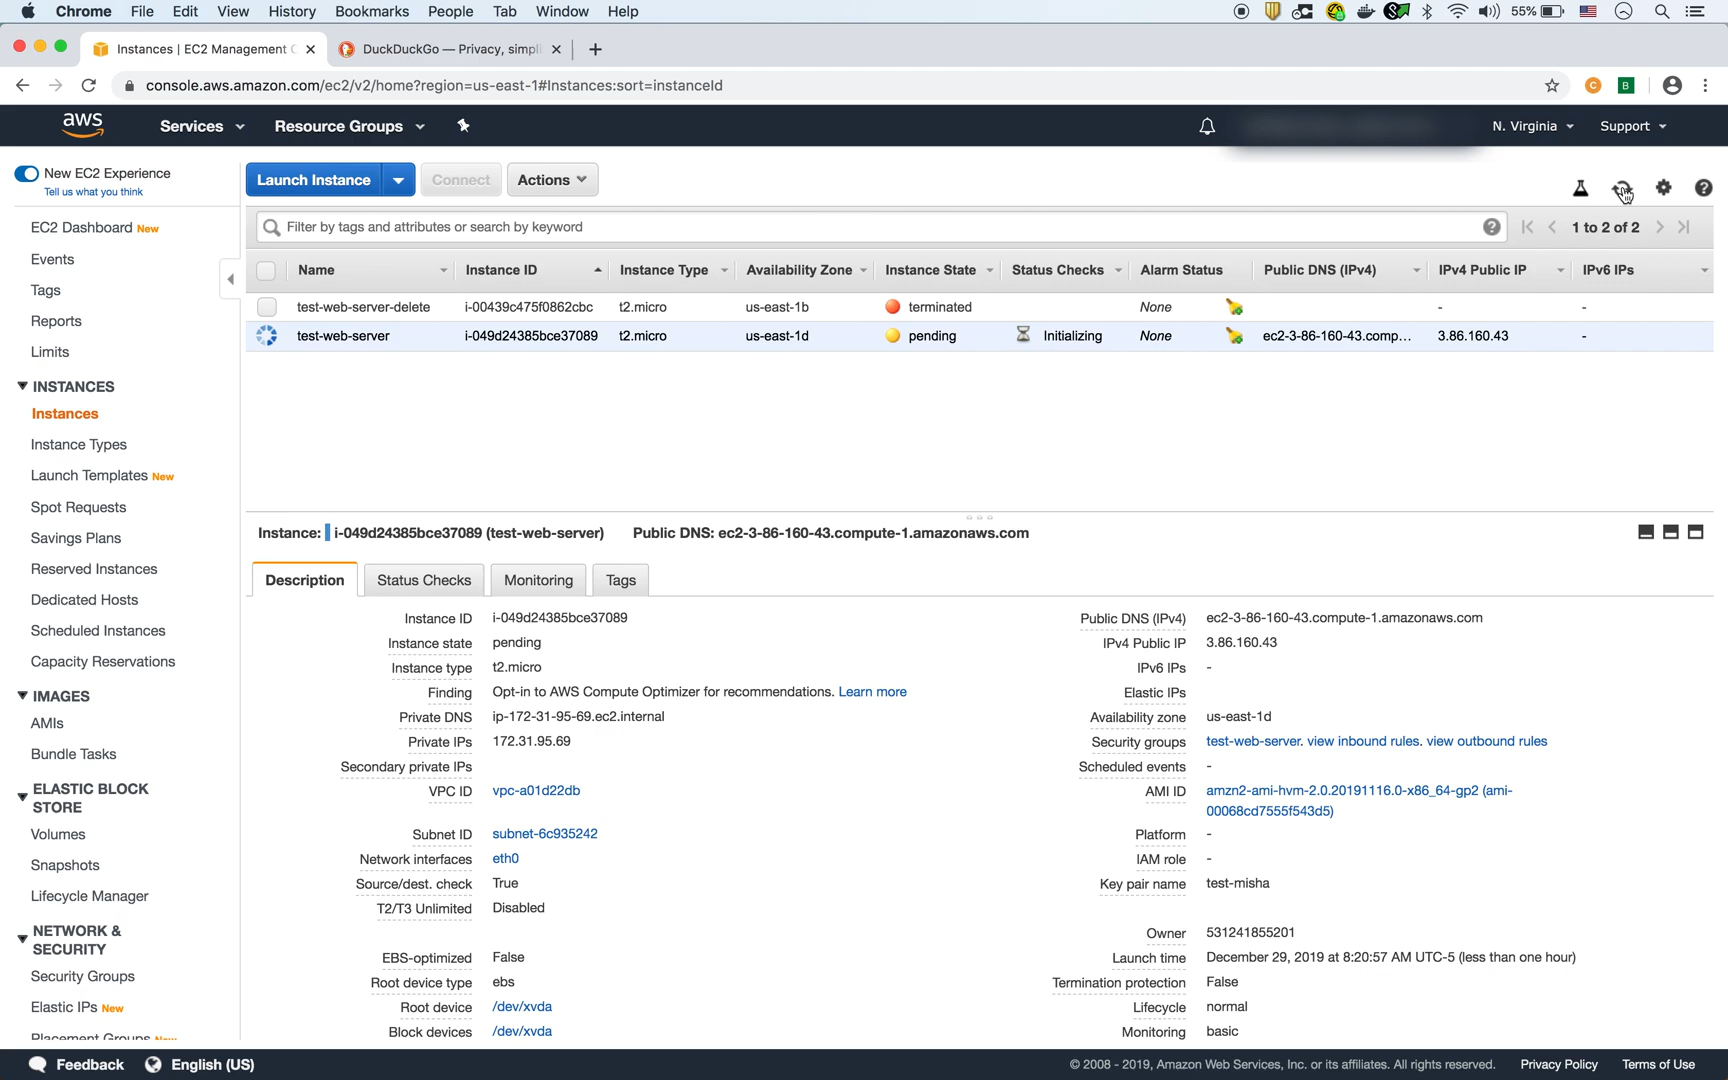 Chrome File Edit View History Bookmarks People Tab Window Help 55%
Instances | EC2 Management C DuckDuckGo — Privacy, simpli
console.aws.amazon.com/ec2/v2/home?region=us-east-1#Instances:sort=instanceId
aws Services Resource Groups N. Virginia Support
New EC2 Experience
Tell us what you think
EC2 Dashboard New
Events
Tags
Reports
Limits
INSTANCES
Instances
Instance Types
Launch Templates New
Spot Requests
Savings Plans
Reserved Instances
Dedicated Hosts
Scheduled Instances
Capacity Reservations
IMAGES
AMIs
Bundle Tasks
ELASTIC BLOCK
STORE
Volumes
Snapshots
Lifecycle Manager
NETWORK &
SECURITY
Security Groups
Elastic IPs New
Placement Groups New
Launch Instance Connect Actions
Filter by tags and attributes or search by keyword 1 to 2 of 2
Name Instance ID Instance Type Availability Zone Instance State Status Checks Alarm Status Public DNS (IPv4) IPv4 Public IP IPv6 IPs
test-web-server-delete i-00439c475f0862cbc t2.micro us-east-1b terminated None - -
test-web-server i-049d24385bce37089 t2.micro us-east-1d pending Initializing None ec2-3-86-160-43.comp... 3.86.160.43 -
Instance: i-049d24385bce37089 (test-web-server) Public DNS: ec2-3-86-160-43.compute-1.amazonaws.com
Description Status Checks Monitoring Tags
Instance ID i-049d24385bce37089
Instance state pending
Instance type t2.micro
Finding Opt-in to AWS Compute Optimizer for recommendations. Learn more
Private DNS ip-172-31-95-69.ec2.internal
Private IPs 172.31.95.69
Secondary private IPs
VPC ID vpc-a01d22db
Subnet ID subnet-6c935242
Network interfaces eth0
Source/dest. check True
T2/T3 Unlimited Disabled
EBS-optimized False
Root device type ebs
Root device /dev/xvda
Block devices /dev/xvda
Public DNS (IPv4) ec2-3-86-160-43.compute-1.amazonaws.com
IPv4 Public IP 3.86.160.43
IPv6 IPs -
Elastic IPs
Availability zone us-east-1d
Security groups test-web-server. view inbound rules. view outbound rules
Scheduled events -
AMI ID amzn2-ami-hvm-2.0.20191116.0-x86_64-gp2 (ami-
00068cd7555f543d5)
Platform -
IAM role -
Key pair name test-misha
Owner 531241855201
Launch time December 29, 2019 at 8:20:57 AM UTC-5 (less than one hour)
Termination protection False
Lifecycle normal
Monitoring basic
Feedback English (US) © 2008 - 2019, Amazon Web Services, Inc. or its affiliates. All rights reserved. Privacy Policy Terms of Use